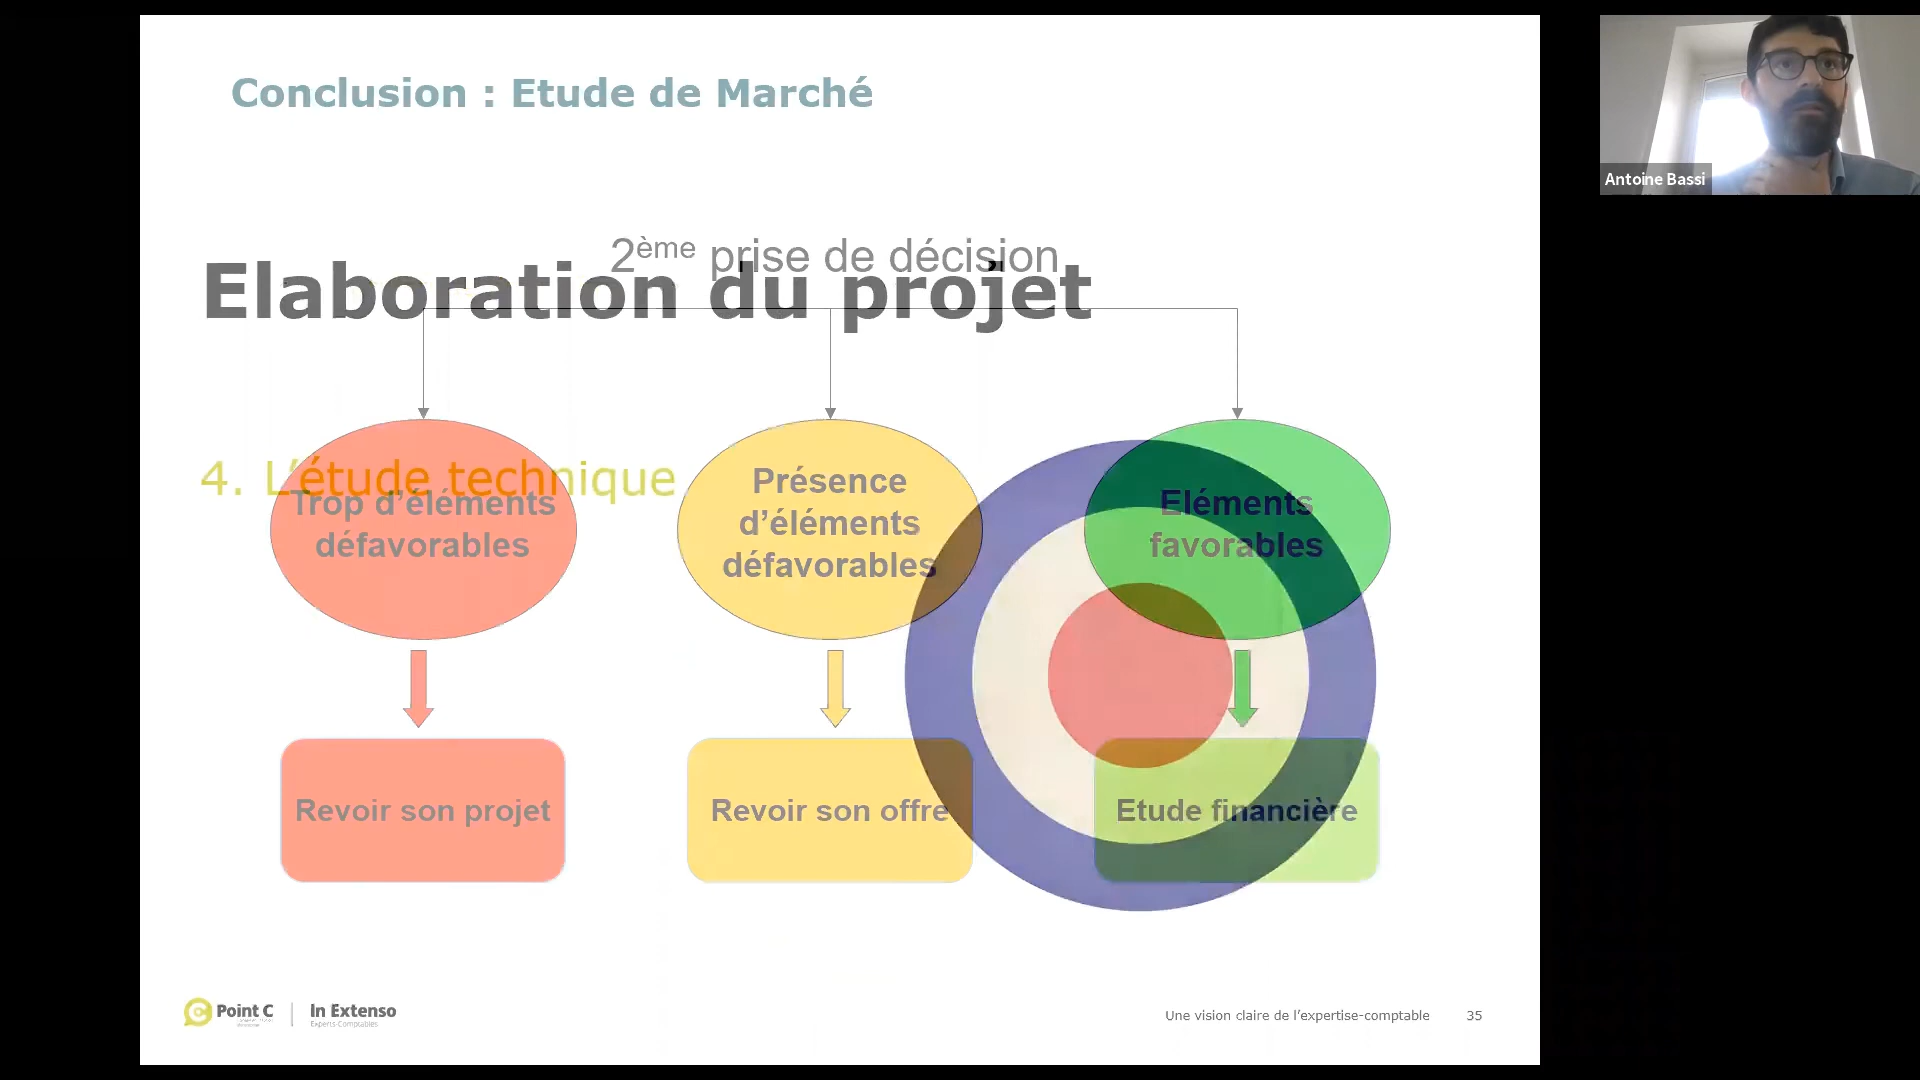 Conclusion : Etude de Marché
Antoine Bassi
2ème prise de décision
Elaboration du projet
4. L'étude technique
Trop d'éléments
défavorables
Présence
d'éléments
défavorables
Eléments
favorables
Revoir son projet
Revoir son offre
Etude financière
Point C
In Extenso
Experts-Comptables
Une vision claire de l'expertise-comptable
35